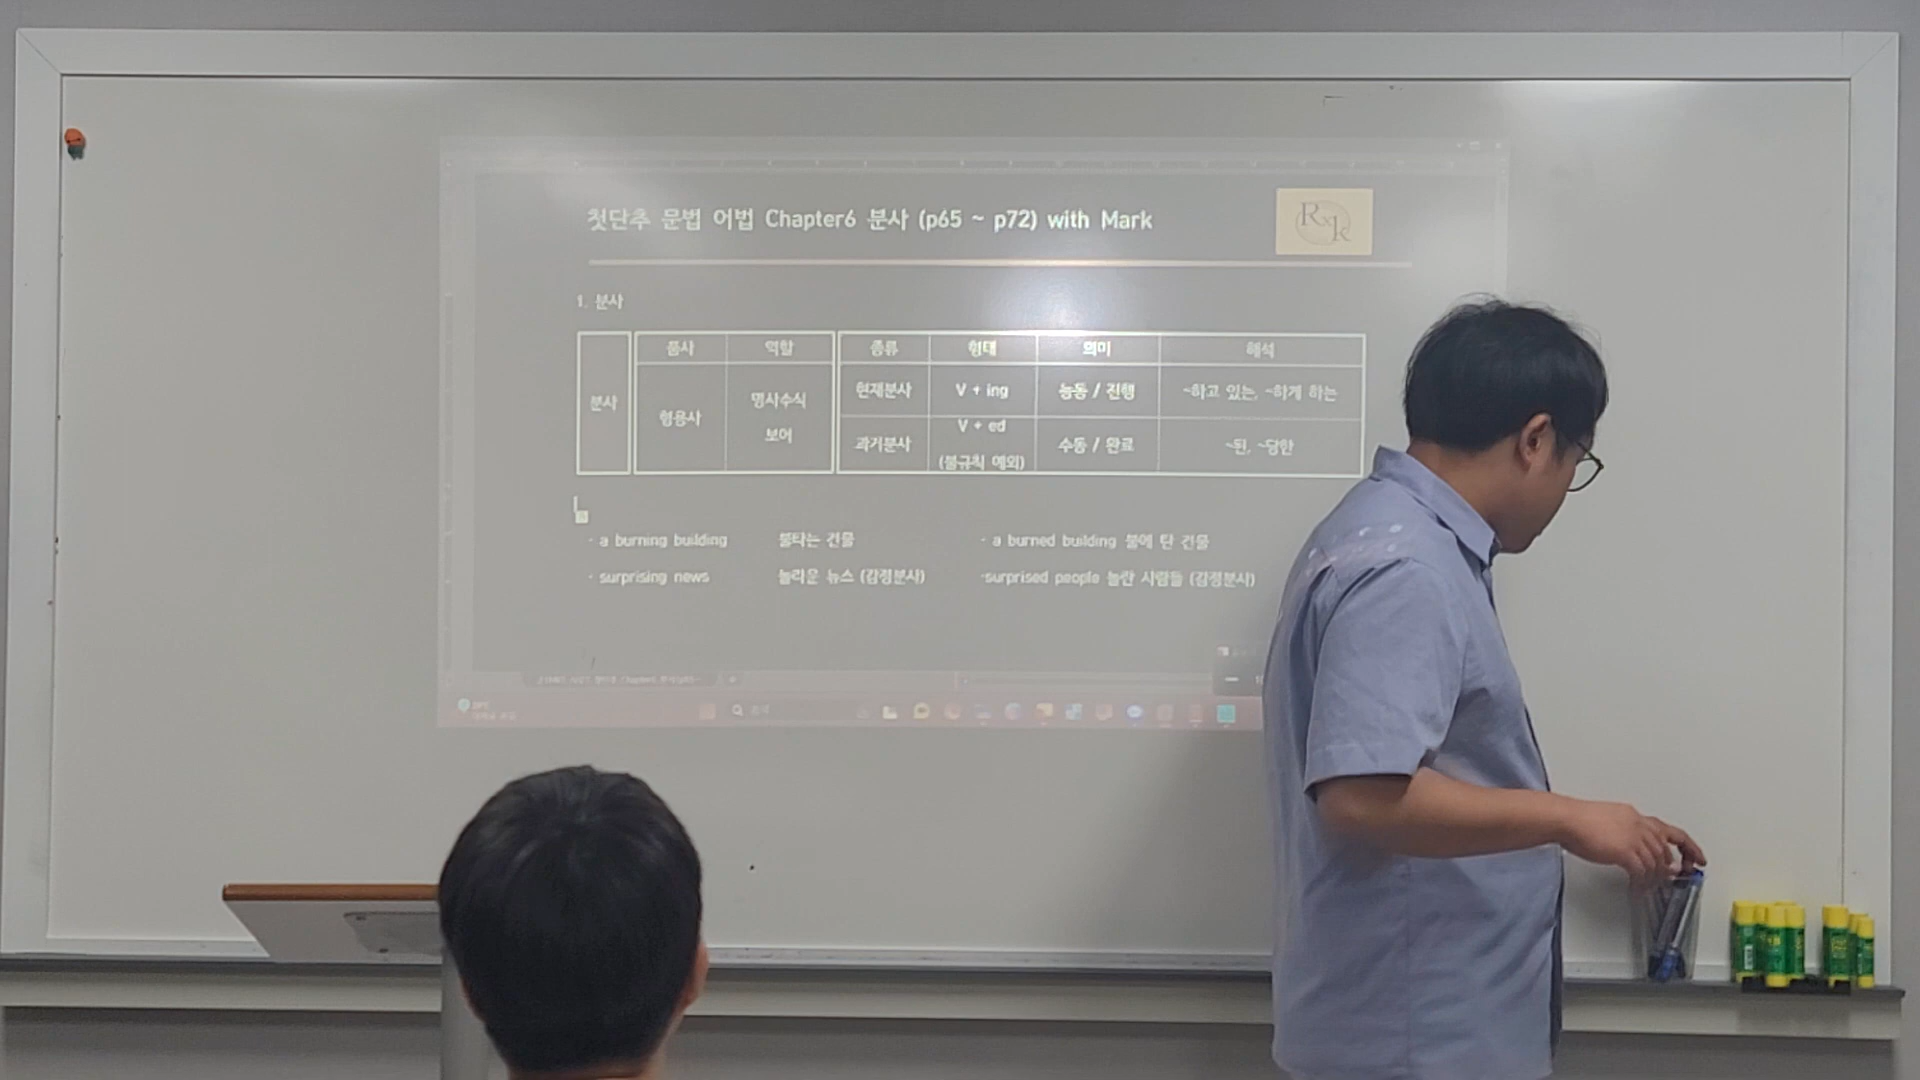 첫단추 문법 어법 Chapter6 분사 (p65 ~ p72) with Mark
RxK
1. 분사
품사 역할 종류 형태 의미 해석
분사 형용사 명사수식 보어
현재분사 V + ing 능동 / 진행 ~하고 있는, ~하게 하는
과거분사 V + ed (불규칙 예외) 수동 / 완료 ~된, ~당한
- a burning building 불타는 건물 - a burned building 불에 탄 건물
- surprising news 놀라운 뉴스 (감정분사) -surprised people 놀란 사람들 (감정분사)
검색